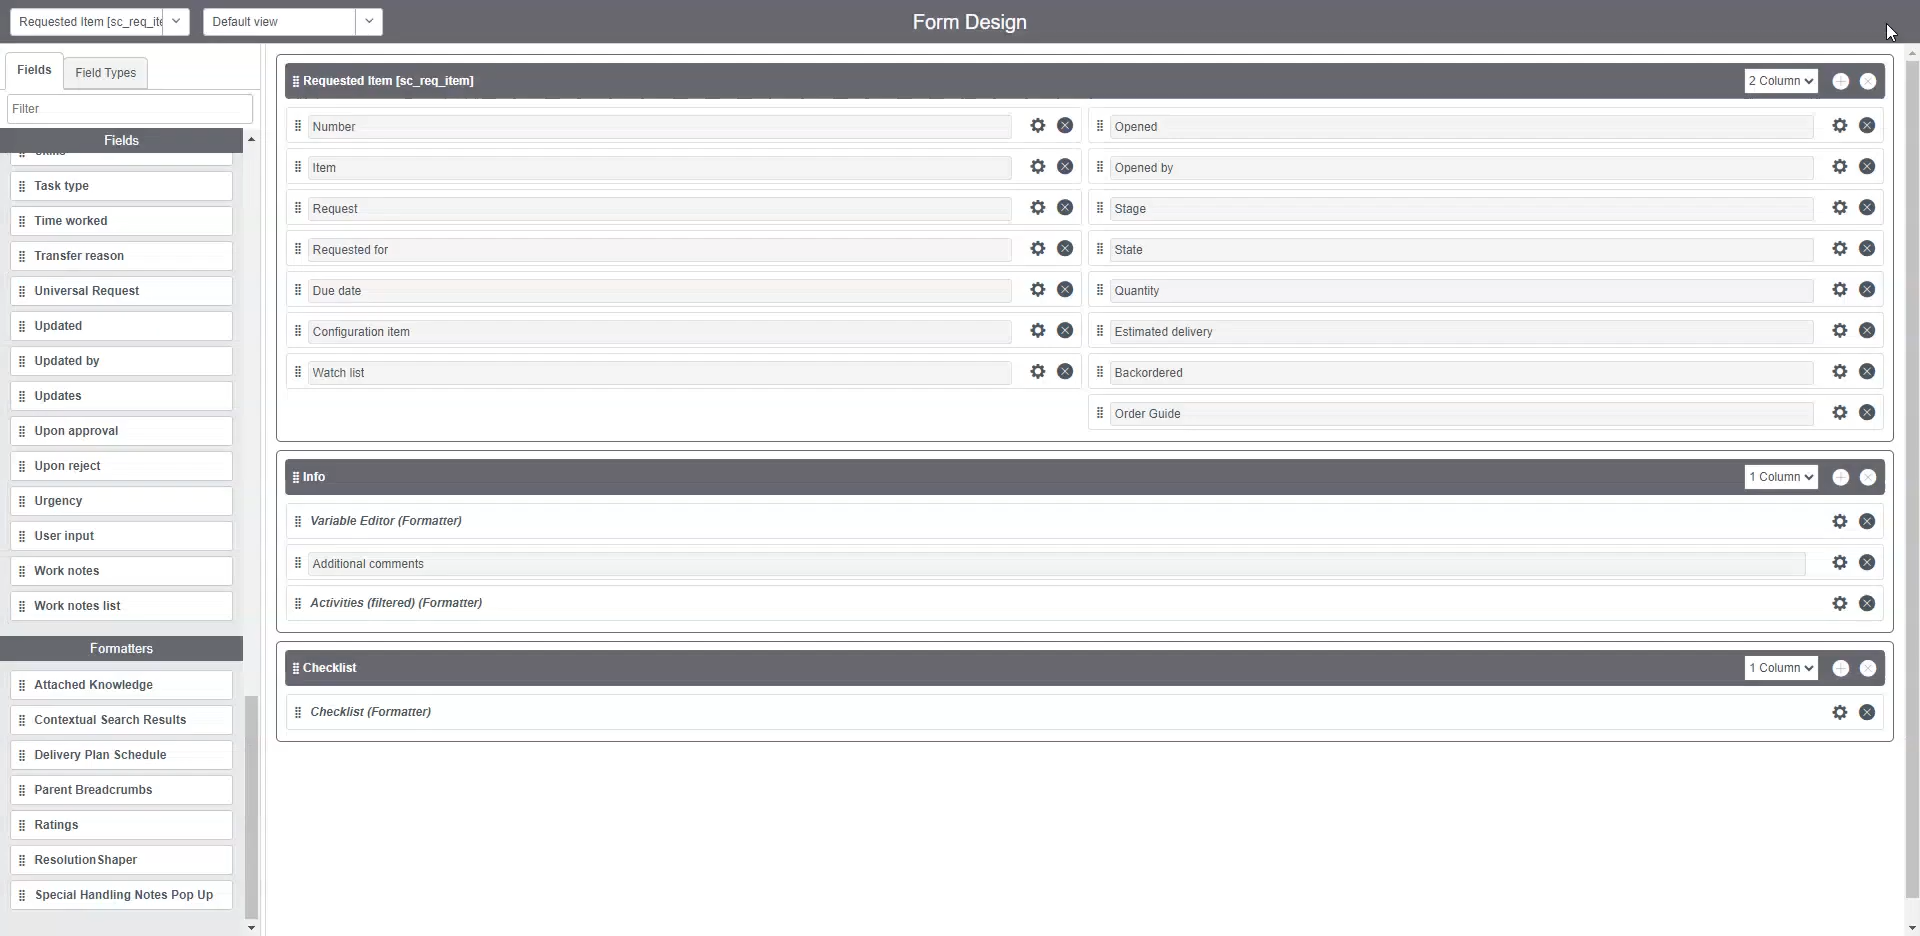 Requested Item [sc_req_ite
Default view
Form Design
Fields
Field Types
Filter
Fields
Task type
Time worked
Transfer reason
Universal Request
Updated
Updated by
Updates
Upon approval
Upon reject
Urgency
User input
Work notes
Work notes list
Formatters
Attached Knowledge
Contextual Search Results
Delivery Plan Schedule
Parent Breadcrumbs
Ratings
ResolutionShaper
Special Handling Notes Pop Up
Requested Item [sc_req_item]
2 Column
Number
Item
Request
Requested for
Due date
Configuration item
Watch list
Opened
Opened by
Stage
State
Quantity
Estimated delivery
Backordered
Order Guide
Info
1 Column
Variable Editor (Formatter)
Additional comments
Activities (filtered) (Formatter)
Checklist
1 Column
Checklist (Formatter)